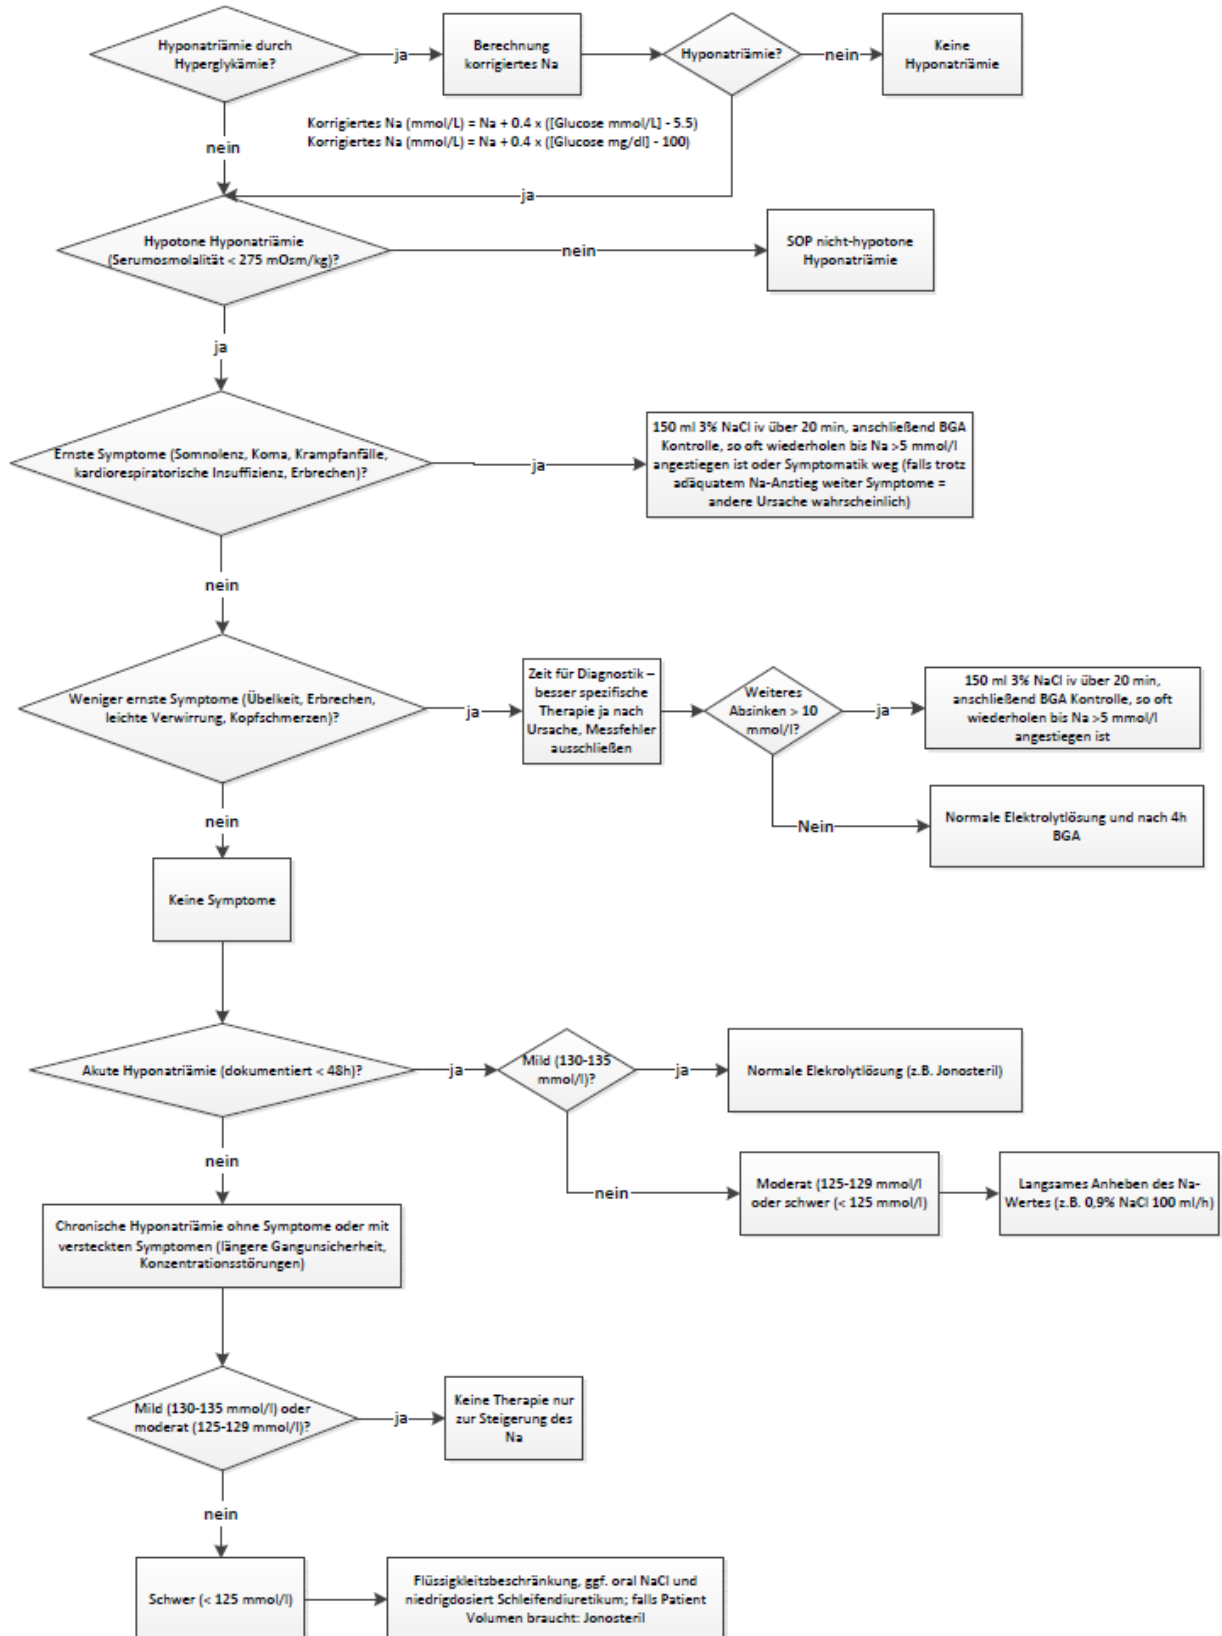 Hyponatriämie durch
Hyperglykämie?
ja
Berechnung
korrigiertes Na
Hyponatriämie?
nein
Keine
Hyponatriämie
Korrigiertes Na (mmol/L) = Na + 0.4 x ([Glucose mmol/L] - 5.5)
Korrigiertes Na (mmol/L) = Na + 0.4 x ([Glucose mg/dl] - 100)
nein
ja
Hypotone Hyponatriämie
(Serumosmolalität < 275 mOsm/kg)?
nein
SOP nicht-hypotone
Hyponatriämie
ja
Ernste Symptome (Somnolenz, Koma, Krampfanfälle,
kardiorespiratorische Insuffizienz, Erbrechen)?
ja
150 ml 3% NaCl iv über 20 min, anschließend BGA
Kontrolle, so oft wiederholen bis Na >5 mmol/l
angestiegen ist oder Symptomatik weg (falls trotz
adäquatem Na-Anstieg weiter Symptome =
andere Ursache wahrscheinlich)
nein
Weniger ernste Symptome (Übelkeit, Erbrechen,
leichte Verwirrung, Kopfschmerzen)?
ja
Zeit für Diagnostik –
besser spezifische
Therapie ja nach
Ursache, Messfehler
ausschließen
Weiteres
Absinken > 10
mmol/l?
ja
150 ml 3% NaCl iv über 20 min,
anschließend BGA Kontrolle, so oft
wiederholen bis Na >5 mmol/l
angestiegen ist
Nein
Normale Elektrolytlösung und nach 4h
BGA
nein
Keine Symptome
Akute Hyponatriämie (dokumentiert < 48h)?
ja
Mild (130-135
mmol/l)?
ja
Normale Elekrolytlösung (z.B. Jonosteril)
nein
Moderat (125-129 mmol/l
oder schwer (< 125 mmol/l)
Langsames Anheben des Na-
Wertes (z.B. 0,9% NaCl 100 ml/h)
nein
Chronische Hyponatriämie ohne Symptome oder mit
versteckten Symptomen (längere Gangunsicherheit,
Konzentrationsstörungen)
Mild (130-135 mmol/l) oder
moderat (125-129 mmol/l)?
ja
Keine Therapie nur
zur Steigerung des
Na
nein
Schwer (< 125 mmol/l)
Flüssigkleitsbeschränkung, ggf. oral NaCl und
niedrigdosiert Schleifendiuretikum; falls Patient
Volumen braucht: Jonosteril